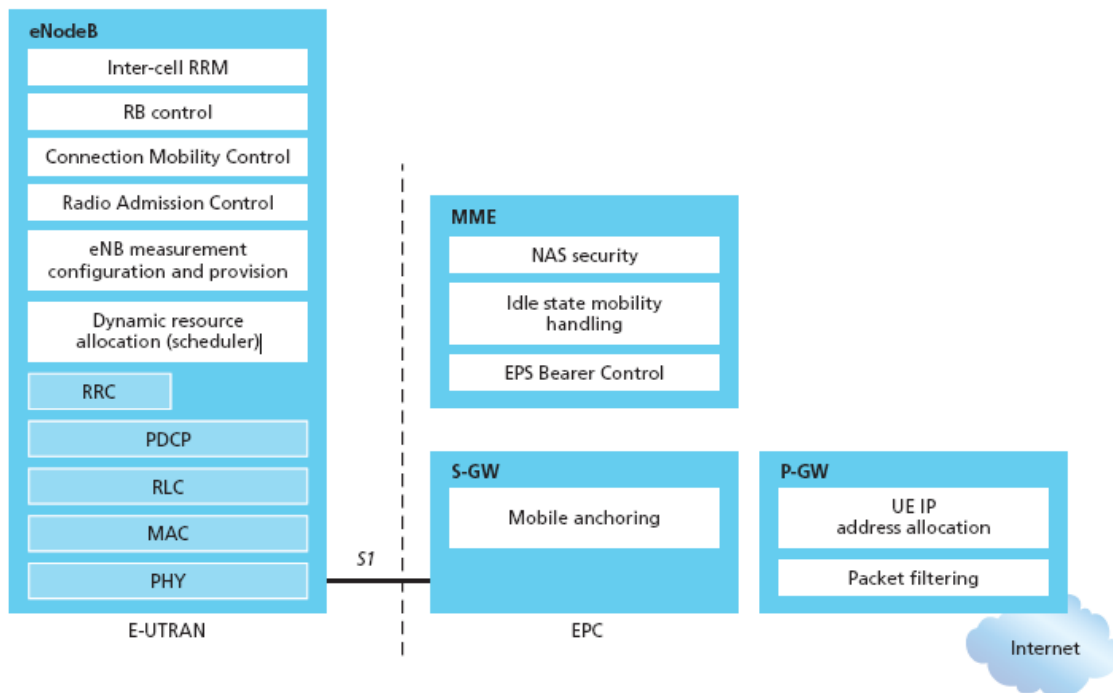 eNodeB
Inter-cell RRM
RB control
Connection Mobility Control
Radio Admission Control
eNB measurement
configuration and provision
Dynamic resource
allocation (scheduler)
RRC
PDCP
RLC
MAC
PHY
E-UTRAN
S1
MME
NAS security
Idle state mobility
handling
EPS Bearer Control
S-GW
Mobile anchoring
EPC
P-GW
UE IP
address allocation
Packet filtering
Internet